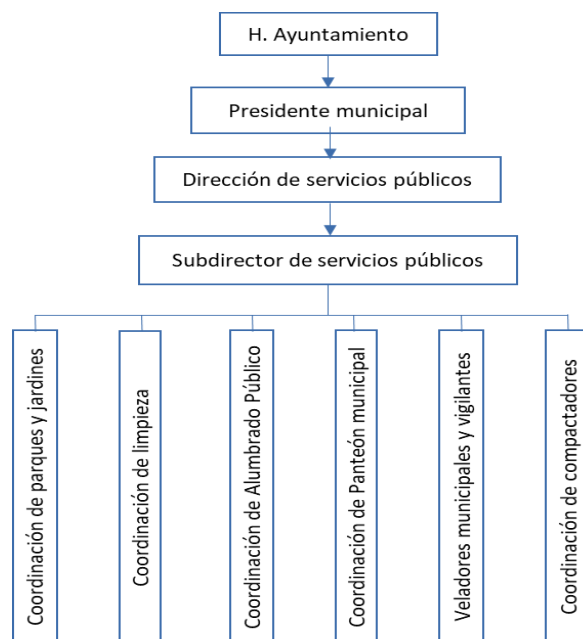 H. Ayuntamiento
Presidente municipal
Dirección de servicios públicos
Subdirector de servicios públicos
Coordinación de parques y jardines
Coordinación de limpieza
Coordinación de Alumbrado Público
Coordinación de Panteón municipal
Veladores municipales y vigilantes
Coordinación de compactadores